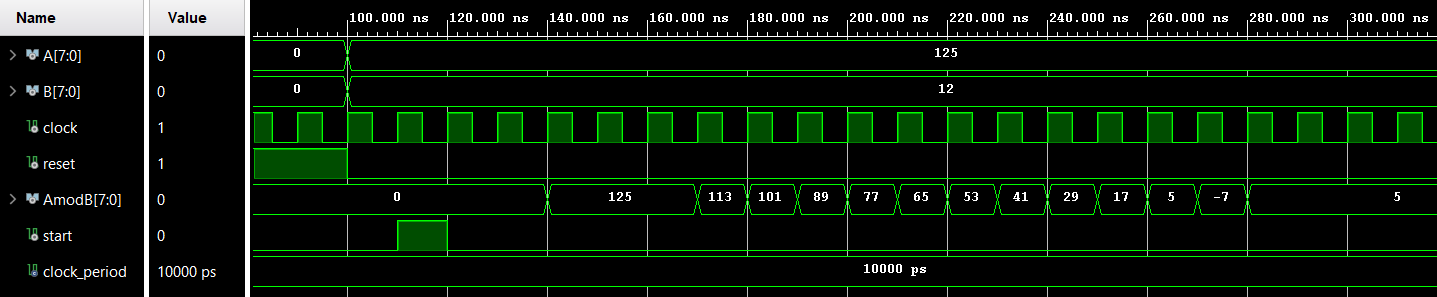 Name Value 100.000 ns 120.000 ns 140.000 ns 160.000 ns 180.000 ns 200.000 ns 220.000 ns 240.000 ns 260.000 ns 280.000 ns 300.000 ns
A[7:0] 0 0 125
B[7:0] 0 0 12
clock 1
reset 1
AmodB[7:0] 0 0 125 113 101 89 77 65 53 41 29 17 5 -7 5
start 0
clock_period 10000 ps 10000 ps